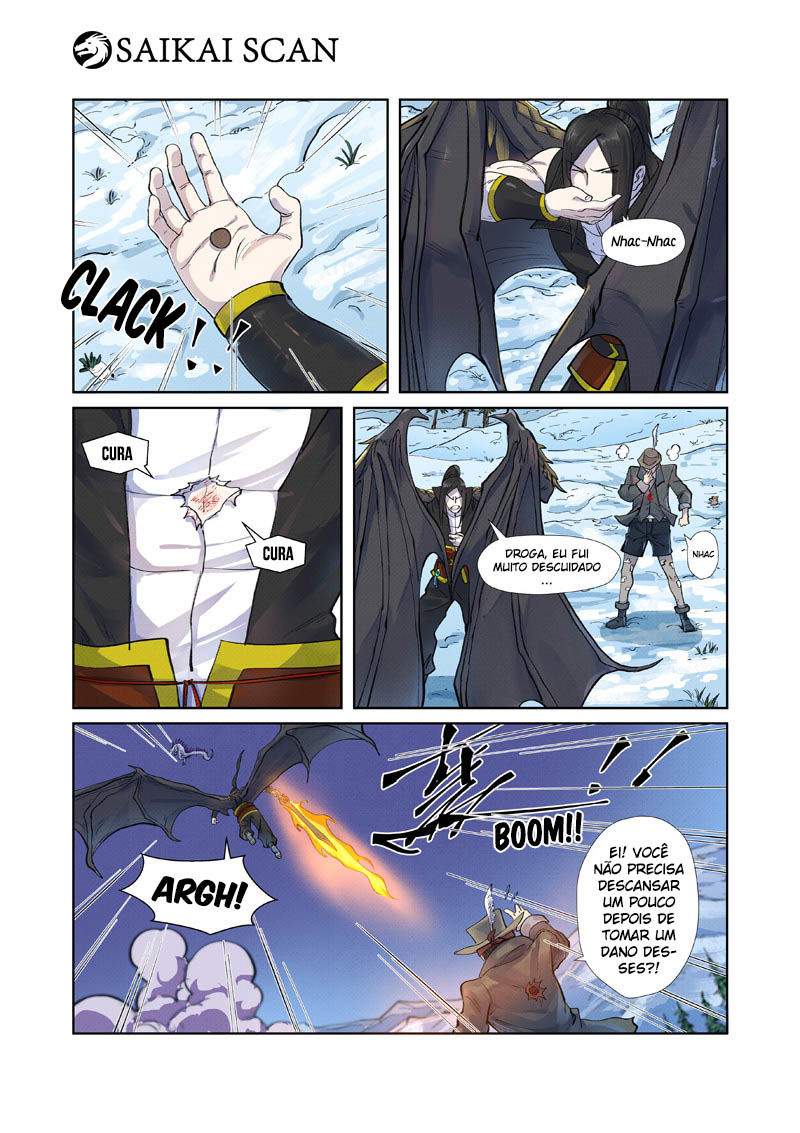 SAIKAI SCAN
CLACK!..
Nhac-Nhac
CURA
CURA
DROGA, EU FUI
MUITO DESCUIDADO
...
NHAC
BOOM!!
ARGH!
EI! VOCÊ
NÃO PRECISA
DESCANSAR
UM POUCO
DEPOIS DE
TOMAR UM
DANO DES-
SES?!